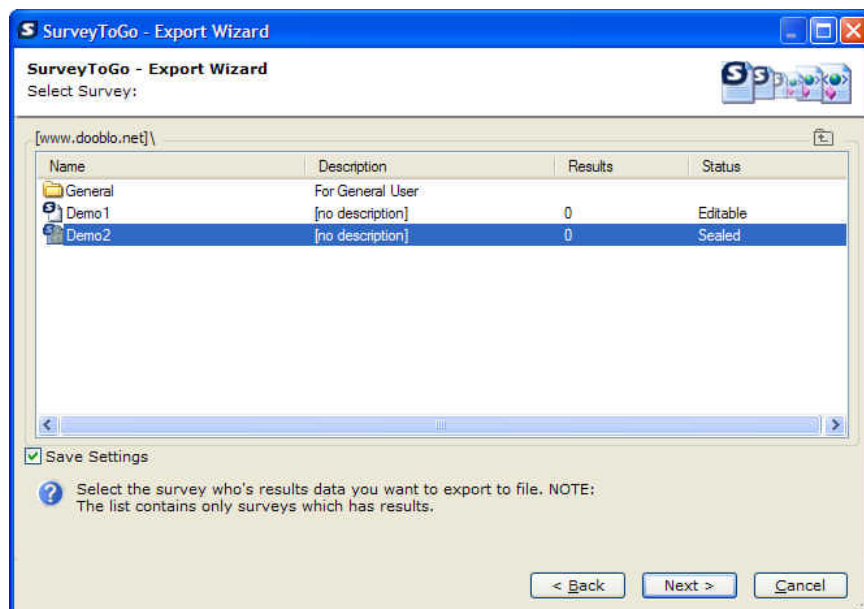 SurveyToGo - Export Wizard
SurveyToGo - Export Wizard
Select Survey:
[www.dooblo.net]\
Name Description Results Status
General For General User
Demo1 [no description] 0 Editable
Demo2 [no description] 0 Sealed
Save Settings
Select the survey who's results data you want to export to file. NOTE:
The list contains only surveys which has results.
< Back Next > Cancel